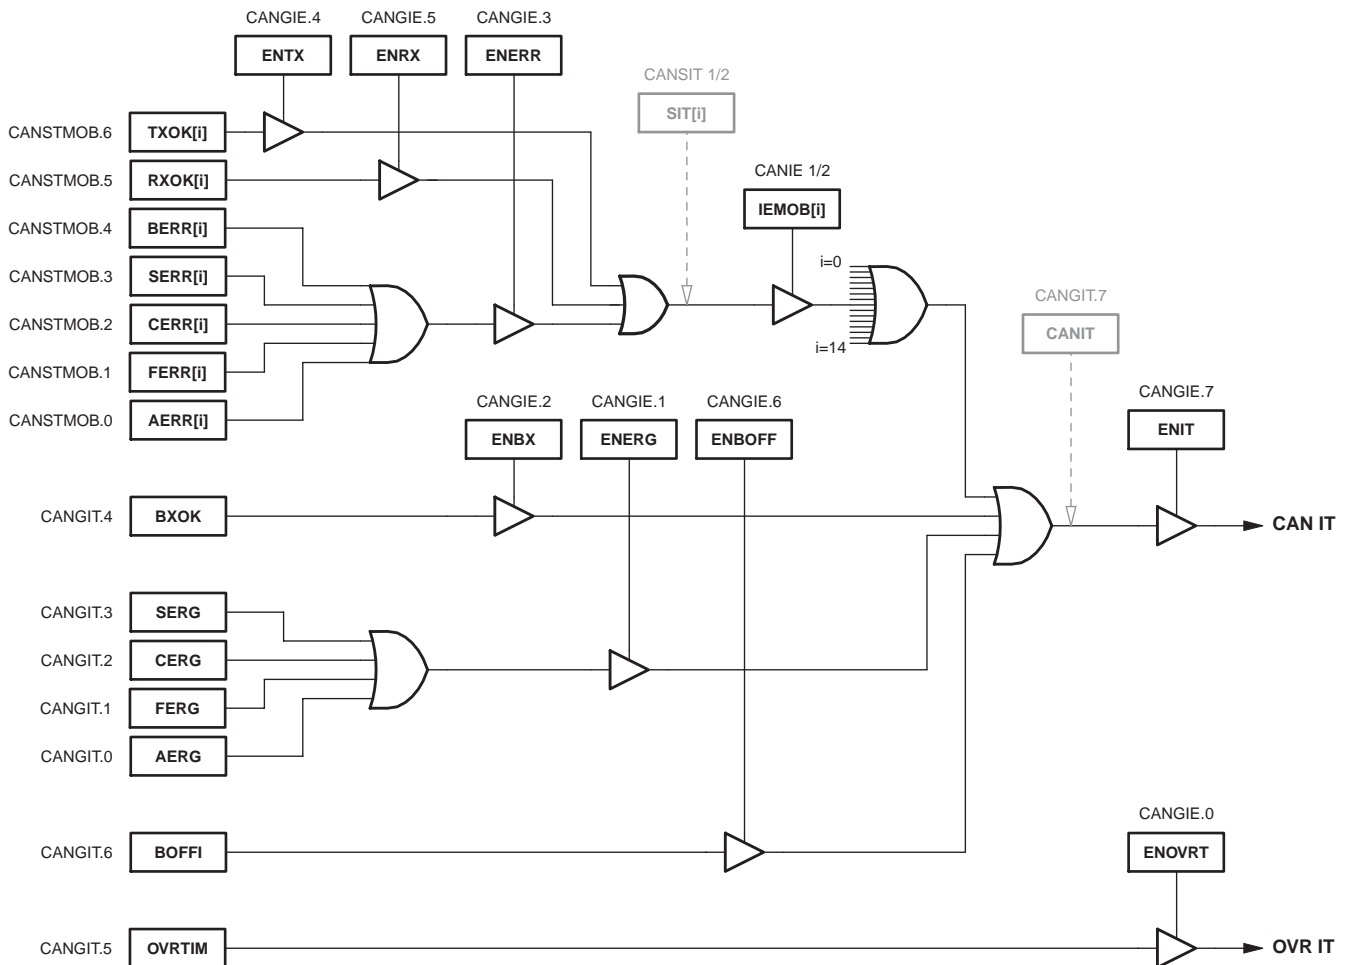 CANGIE.4 CANGIE.5 CANGIE.3
ENTX ENRX ENERR
CANSIT 1/2
SIT[i]
CANSTMOB.6 TXOK[i]
CANSTMOB.5 RXOK[i]
CANIE 1/2
IEMOB[i]
CANSTMOB.4 BERR[i]
CANSTMOB.3 SERR[i]
i=0
CANSTMOB.2 CERR[i]
CANGIT.7
CANIT
i=14
CANSTMOB.1 FERR[i]
CANSTMOB.0 AERR[i]
CANGIE.2 CANGIE.1 CANGIE.6
ENBX ENERG ENBOFF
CANGIE.7
ENIT
CANGIT.4 BXOK
CAN IT
CANGIT.3 SERG
CANGIT.2 CERG
CANGIT.1 FERG
CANGIT.0 AERG
CANGIE.0
ENOVRT
CANGIT.6 BOFFI
CANGIT.5 OVRTIM
OVR IT